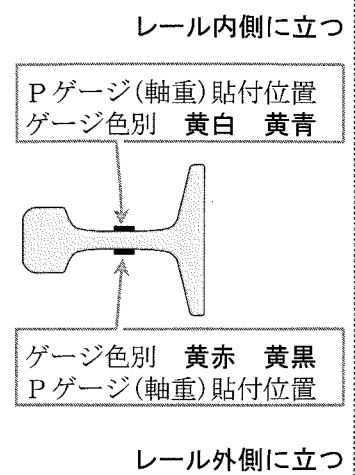 レール内側に立つ
Pゲージ(軸重)貼付位置
ゲージ色別 黄白 黄青
ゲージ色別 黄赤 黄黒
Pゲージ(軸重)貼付位置
レール外側に立つ